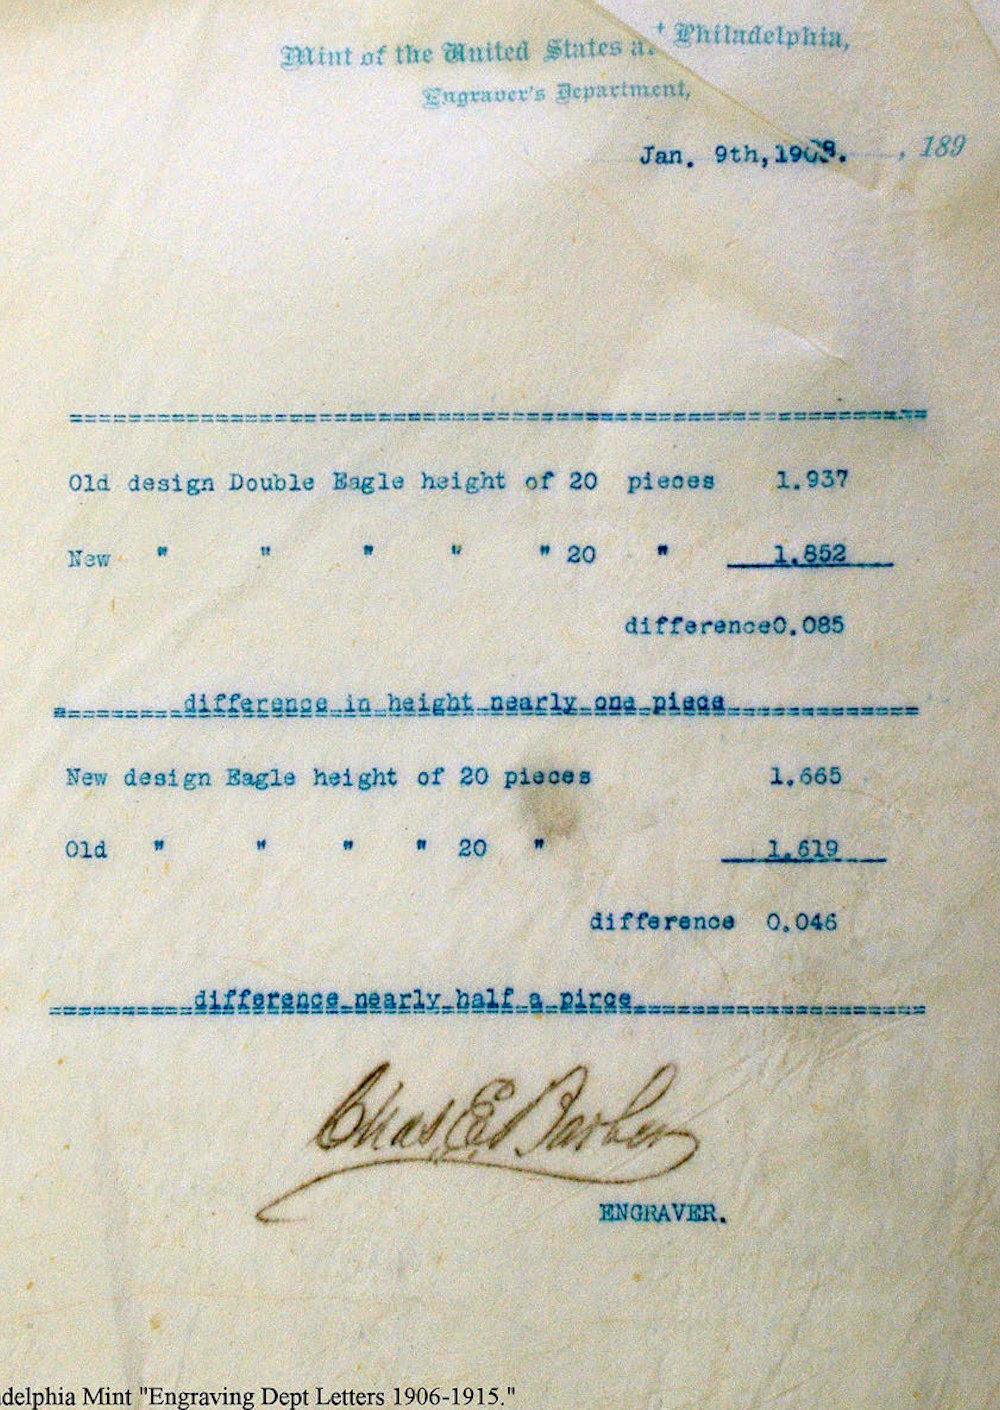 Mint of the United States at Philadelphia,
Engraver's Department,
Jan. 9th, 1908. , 189
Old design Double Eagle height of 20 pieces 1.937
New " " " " " 20 " 1.852
difference0.085
difference in height nearly one piece
New design Eagle height of 20 pieces 1.665
Old " " " " 20 " 1.619
difference 0.046
difference nearly half a pirce
Chas E Barber
ENGRAVER.
delphia Mint "Engraving Dept Letters 1906-1915."